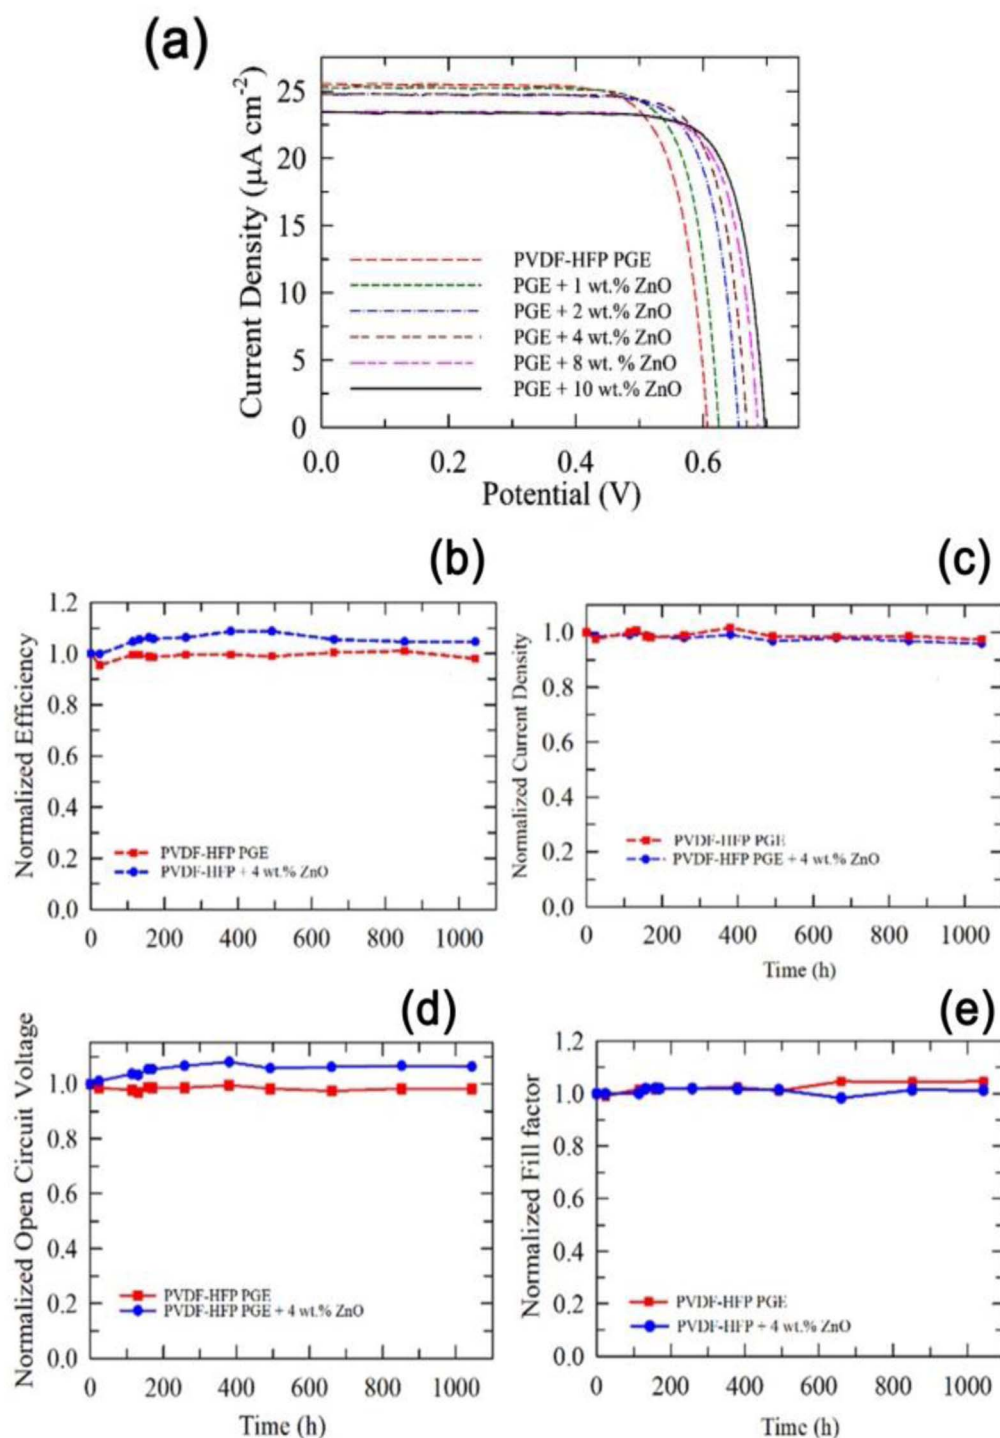 (a)
Current Density (µA cm-2)
25
20
15
10
5
0
PVDF-HFP PGE
PGE + 1 wt.% ZnO
PGE + 2 wt.% ZnO
PGE + 4 wt.% ZnO
PGE + 8 wt. % ZnO
PGE + 10 wt.% ZnO
0.0 0.2 0.4 0.6
Potential (V)
(b)
Normalized Efficiency
1.2
1.0
0.8
0.6
0.4
0.2
0.0
PVDF-HFP PGE
PVDF-HFP + 4 wt.% ZnO
0 200 400 600 800 1000
(c)
Normalized Current Density
1.0
0.8
0.6
0.4
0.2
0.0
PVDF-HFP PGE
PVDF-HFP PGE + 4 wt.% ZnO
0 200 400 600 800 1000
Time (h)
(d)
Normalized Open Circuit Voltage
1.0
0.8
0.6
0.4
0.2
0.0
PVDF-HFP PGE
PVDF-HFP PGE + 4 wt.% ZnO
0 200 400 600 800 1000
Time (h)
(e)
Normalized Fill factor
1.2
1.0
0.8
0.6
0.4
0.2
0.0
PVDF-HFP PGE
PVDF-HFP + 4 wt.% ZnO
0 200 400 600 800 1000
Time (h)